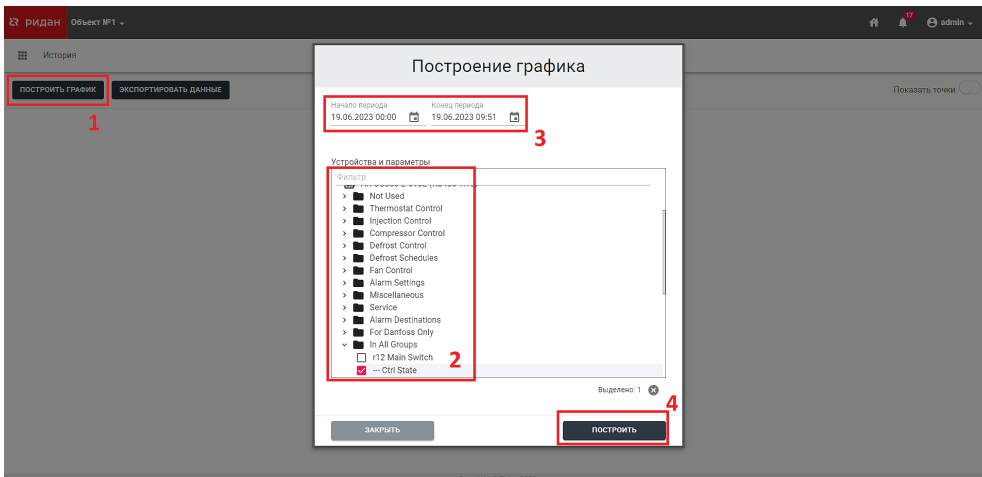 ридан Объект №1 17 admin
История
ПОСТРОИТЬ ГРАФИК ЭКСПОРТИРОВАТЬ ДАННЫЕ Показать точки
1
Построение графика
Начало периода Конец периода
19.06.2023 00:00 19.06.2023 09:51
3
Устройства и параметры
Фильтр
Not Used
Thermostat Control
Injection Control
Compressor Control
Defrost Control
Defrost Schedules
Fan Control
Alarm Settings
Miscellaneous
Service
Alarm Destinations
For Danfoss Only
In All Groups
r12 Main Switch
2
--- Ctrl State
Выделено: 1
4
ЗАКРЫТЬ ПОСТРОИТЬ